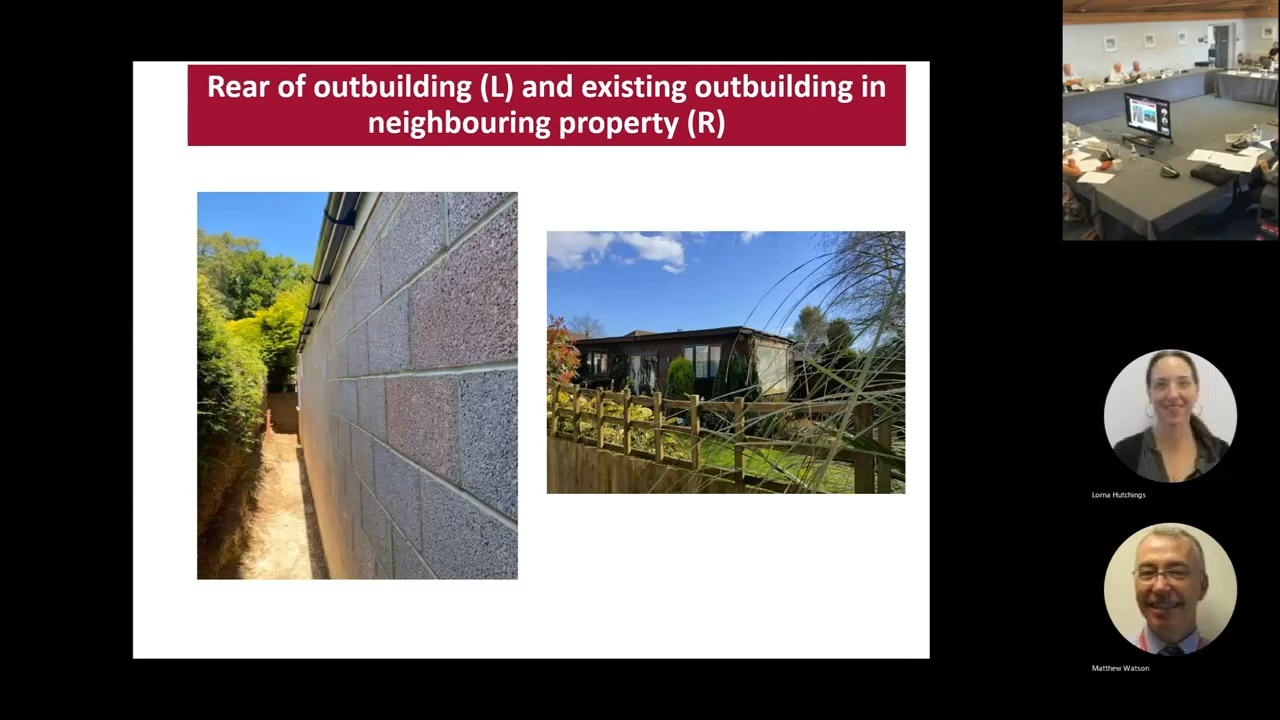 Rear of outbuilding (L) and existing outbuilding in
neighbouring property (R)
Lorna Hutchings
Matthew Watson